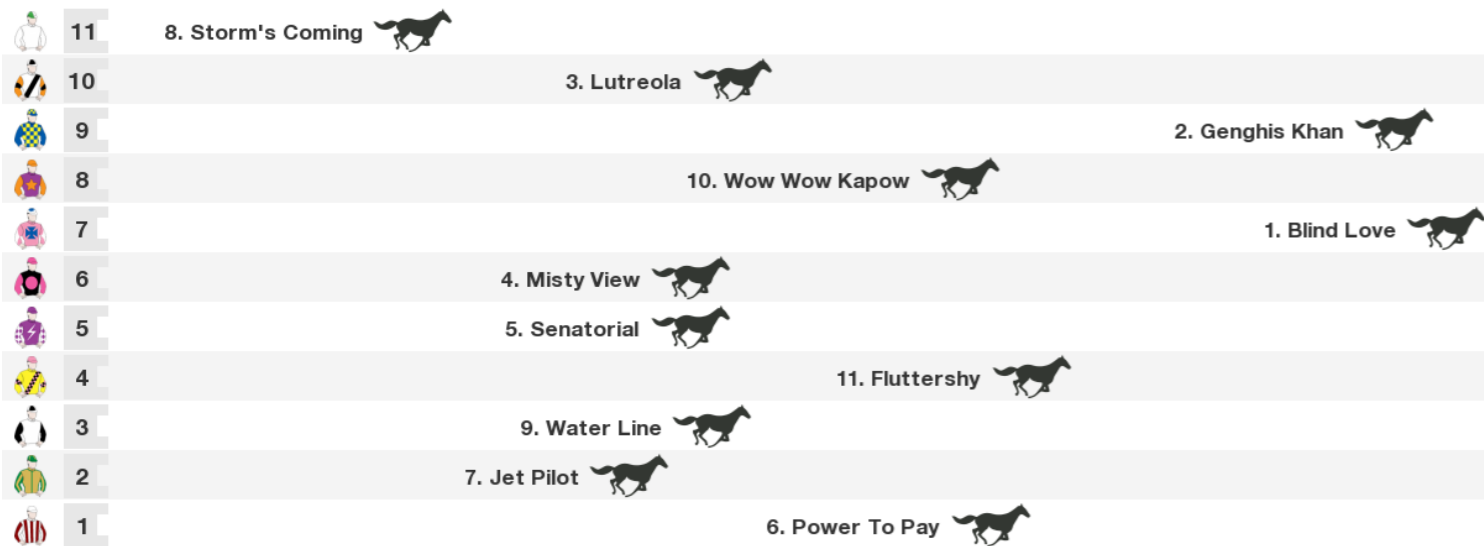 11 8. Storm's Coming
10 3. Lutreola
9 2. Genghis Khan
8 10. Wow Wow Kapow
7 1. Blind Love
6 4. Misty View
5 5. Senatorial
4 11. Fluttershy
3 9. Water Line
2 7. Jet Pilot
1 6. Power To Pay